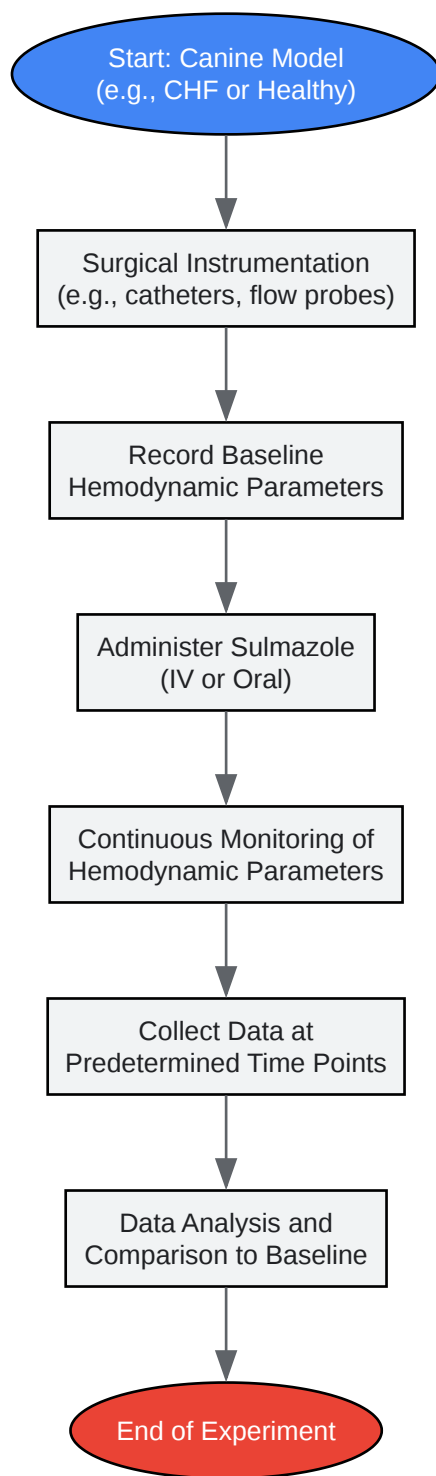 Start: Canine Model
(e.g., CHF or Healthy)
Surgical Instrumentation
(e.g., catheters, flow probes)
Record Baseline
Hemodynamic Parameters
Administer Sulmazole
(IV or Oral)
Continuous Monitoring of
Hemodynamic Parameters
Collect Data at
Predetermined Time Points
Data Analysis and
Comparison to Baseline
End of Experiment